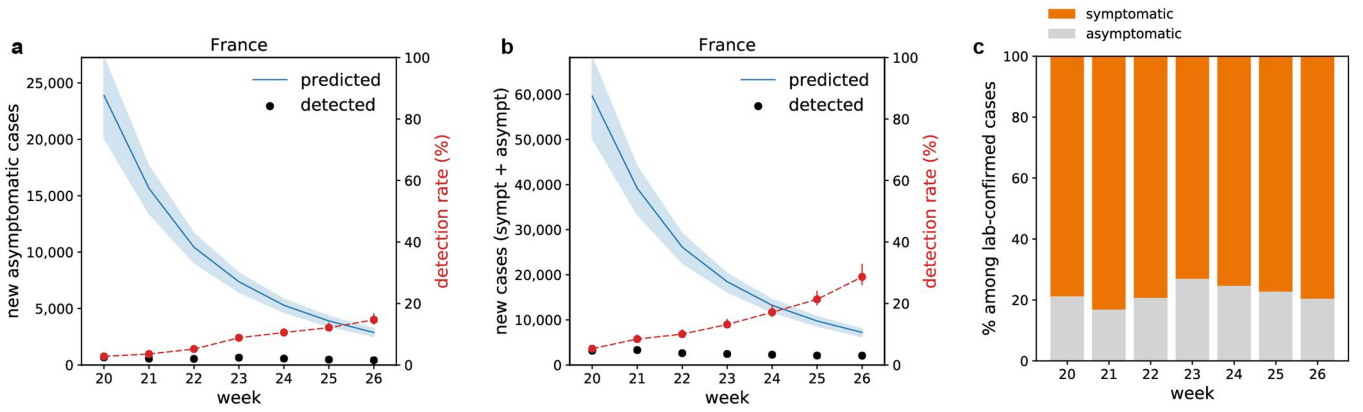 a
France
predicted
detected
25,000
20,000
15,000
10,000
5,000
0
new asymptomatic cases
100
80
60
40
20
0
detection rate (%)
20 21 22 23 24 25 26
week
b
France
predicted
detected
60,000
50,000
40,000
30,000
20,000
10,000
0
new cases (sympt + asympt)
100
80
60
40
20
0
detection rate (%)
20 21 22 23 24 25 26
week
symptomatic
asymptomatic
c
100
80
60
40
20
0
% among lab-confirmed cases
20 21 22 23 24 25 26
week